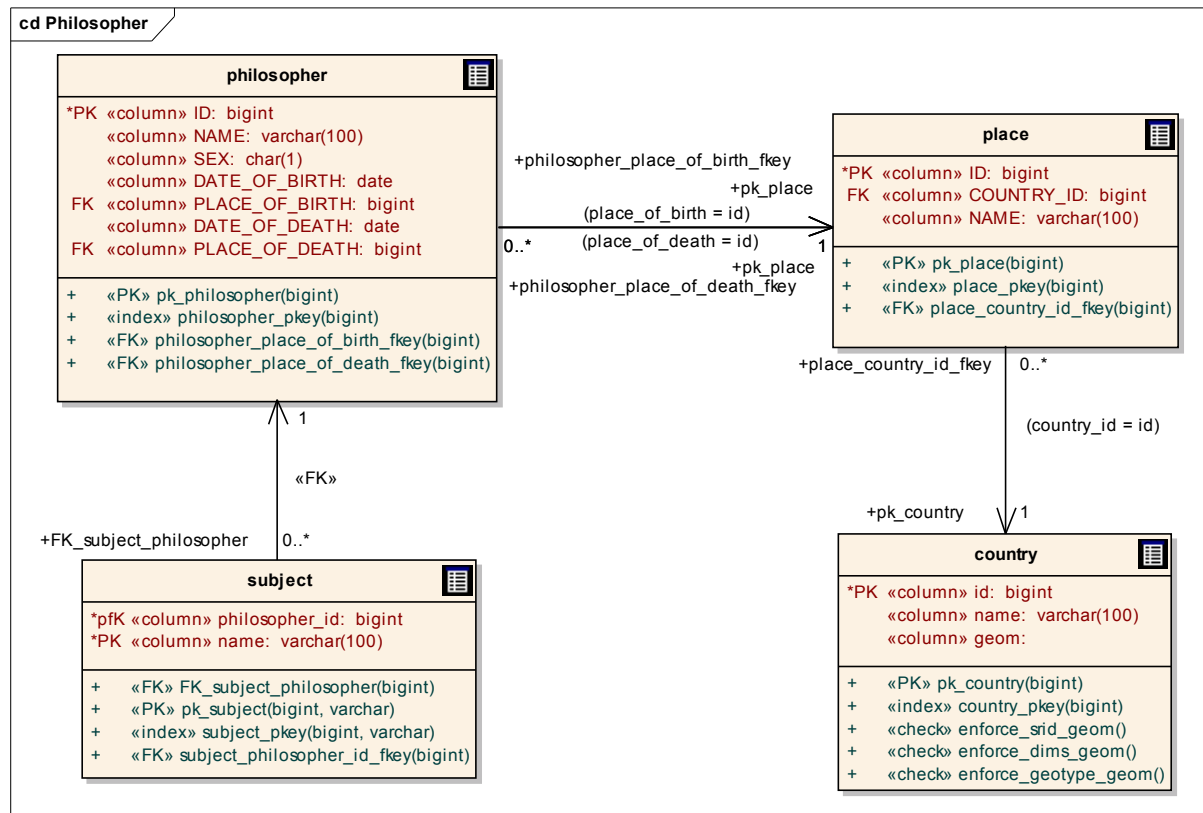 cd Philosopher
philosopher
*PK «column» ID: bigint
«column» NAME: varchar(100)
«column» SEX: char(1)
«column» DATE_OF_BIRTH: date
FK «column» PLACE_OF_BIRTH: bigint
«column» DATE_OF_DEATH: date
FK «column» PLACE_OF_DEATH: bigint
+ «PK» pk_philosopher(bigint)
+ «index» philosopher_pkey(bigint)
+ «FK» philosopher_place_of_birth_fkey(bigint)
+ «FK» philosopher_place_of_death_fkey(bigint)
+philosopher_place_of_birth_fkey
+pk_place
(place_of_birth = id)
0..*
(place_of_death = id)
1
+pk_place
+philosopher_place_of_death_fkey
place
*PK «column» ID: bigint
FK «column» COUNTRY_ID: bigint
«column» NAME: varchar(100)
+ «PK» pk_place(bigint)
+ «index» place_pkey(bigint)
+ «FK» place_country_id_fkey(bigint)
+place_country_id_fkey
0..*
(country_id = id)
+pk_country
1
1
«FK»
+FK_subject_philosopher
0..*
subject
*pfK «column» philosopher_id: bigint
*PK «column» name: varchar(100)
+ «FK» FK_subject_philosopher(bigint)
+ «PK» pk_subject(bigint, varchar)
+ «index» subject_pkey(bigint, varchar)
+ «FK» subject_philosopher_id_fkey(bigint)
country
*PK «column» id: bigint
«column» name: varchar(100)
«column» geom:
+ «PK» pk_country(bigint)
+ «index» country_pkey(bigint)
+ «check» enforce_srid_geom()
+ «check» enforce_dims_geom()
+ «check» enforce_geotype_geom()